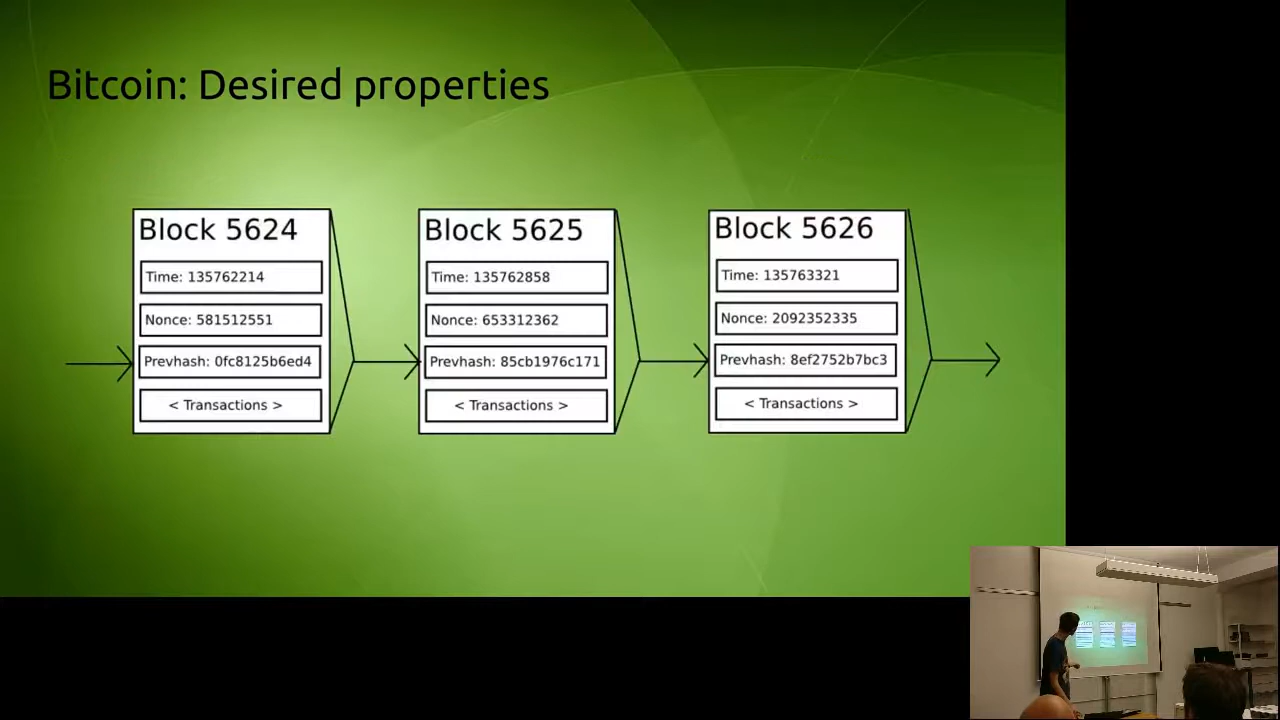 Bitcoin: Desired properties
Block 5624
Time: 135762214
Nonce: 581512551
Prevhash: 0fc8125b6ed4
< Transactions >
Block 5625
Time: 135762858
Nonce: 653312362
Prevhash: 85cb1976c171
< Transactions >
Block 5626
Time: 135763321
Nonce: 2092352335
Prevhash: 8ef2752b7bc3
< Transactions >